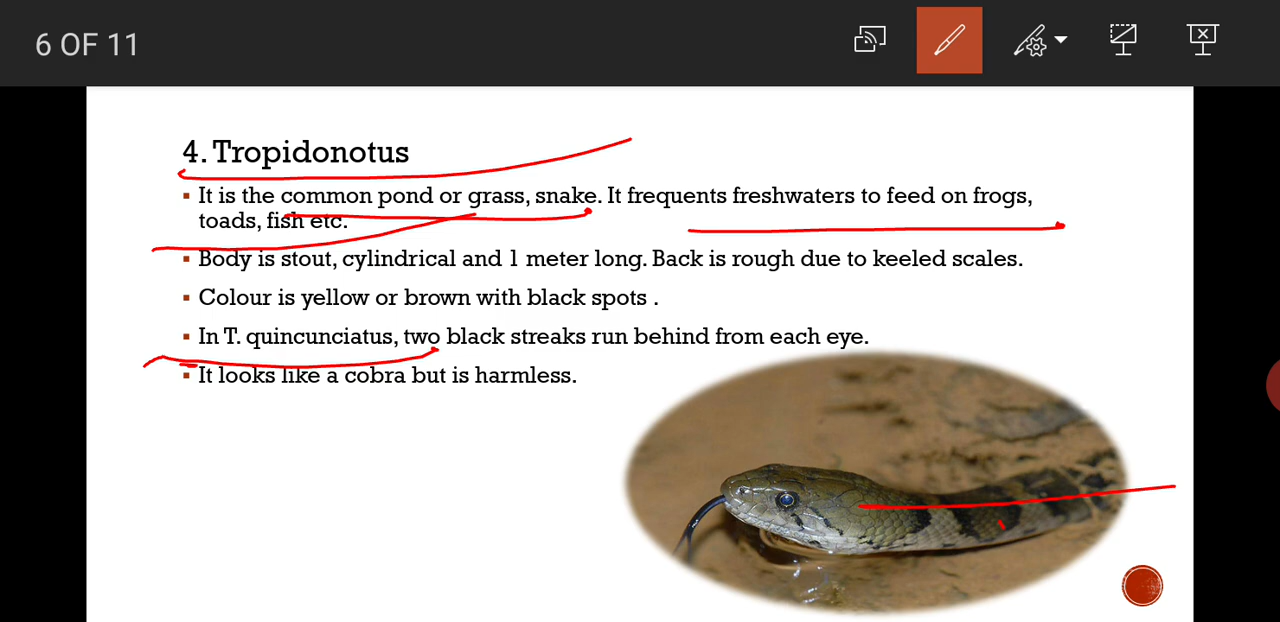 6 OF 11
4. Tropidonotus
▪ It is the common pond or grass, snake. It frequents freshwaters to feed on frogs,
toads, fish etc.
▪ Body is stout, cylindrical and 1 meter long. Back is rough due to keeled scales.
▪ Colour is yellow or brown with black spots .
▪ In T. quincunciatus, two black streaks run behind from each eye.
▪ It looks like a cobra but is harmless.